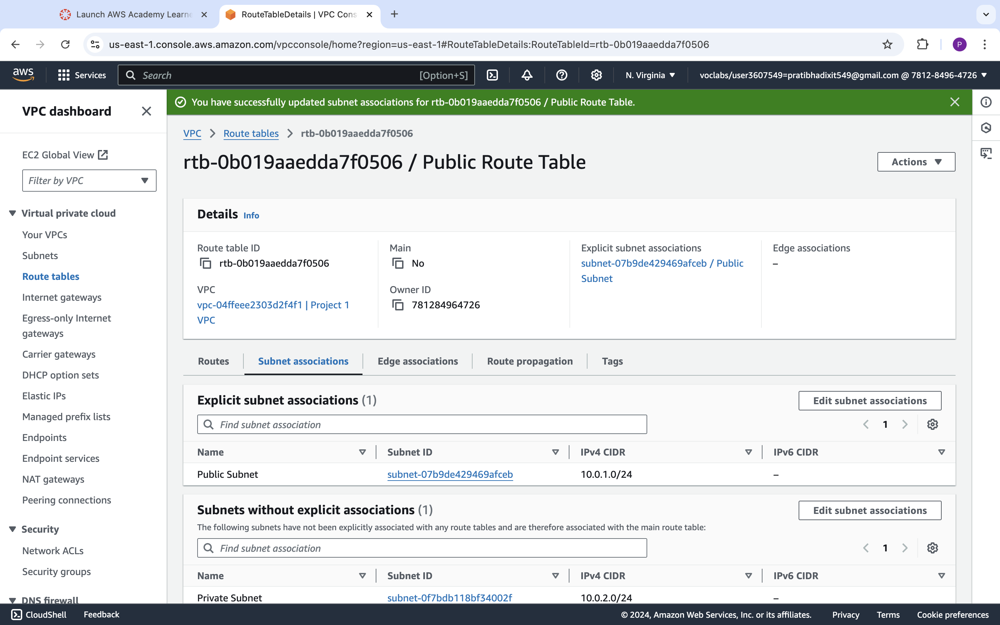 Launch AWS Academy Learne
RouteTableDetails | VPC Cons
us-east-1.console.aws.amazon.com/vpcconsole/home?region=us-east-1#RouteTableDetails:RouteTableId=rtb-0b019aaedda7f0506
P
aws
Services
Search
[Option+S]
N. Virginia
voclabs/user3607549=pratibhadixit549@gmail.com @ 7812-8496-4726
VPC dashboard
EC2 Global View
Filter by VPC
Virtual private cloud
Your VPCs
Subnets
Route tables
Internet gateways
Egress-only Internet
gateways
Carrier gateways
DHCP option sets
Elastic IPs
Managed prefix lists
Endpoints
Endpoint services
NAT gateways
Peering connections
Security
Network ACLs
Security groups
DNS firewall
You have successfully updated subnet associations for rtb-0b019aaedda7f0506 / Public Route Table.
VPC > Route tables > rtb-0b019aaedda7f0506
rtb-0b019aaedda7f0506 / Public Route Table
Actions
Details Info
Route table ID
rtb-0b019aaedda7f0506
VPC
vpc-04ffeee2303d2f4f1 | Project 1
VPC
Main
No
Owner ID
781284964726
Explicit subnet associations
subnet-07b9de429469afceb / Public
Subnet
Edge associations
–
Routes
Subnet associations
Edge associations
Route propagation
Tags
Explicit subnet associations (1)
Edit subnet associations
Find subnet association
1
Name Subnet ID IPv4 CIDR IPv6 CIDR
Public Subnet subnet-07b9de429469afceb 10.0.1.0/24 –
Subnets without explicit associations (1)
Edit subnet associations
The following subnets have not been explicitly associated with any route tables and are therefore associated with the main route table:
Find subnet association
1
Name Subnet ID IPv4 CIDR IPv6 CIDR
Private Subnet subnet-0f7bdb118bf34002f 10.0.2.0/24 –
CloudShell
Feedback
© 2024, Amazon Web Services, Inc. or its affiliates.
Privacy
Terms
Cookie preferences